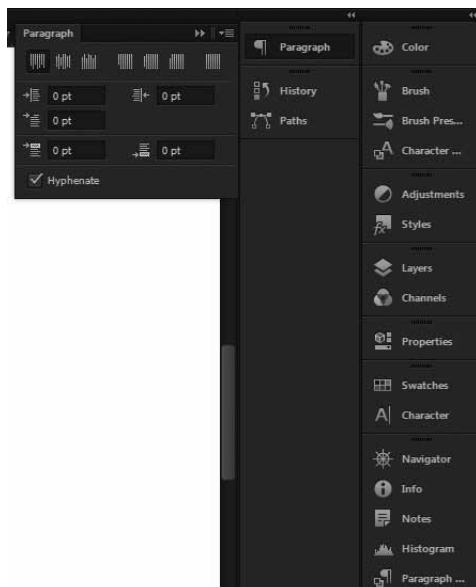 Paragraph
0 pt
0 pt
0 pt
0 pt
0 pt
Hyphenate
Paragraph
History
Paths
Color
Brush
Brush Pres...
Character ...
Adjustments
Styles
Layers
Channels
Properties
Swatches
Character
Navigator
Info
Notes
Histogram
Paragraph ...